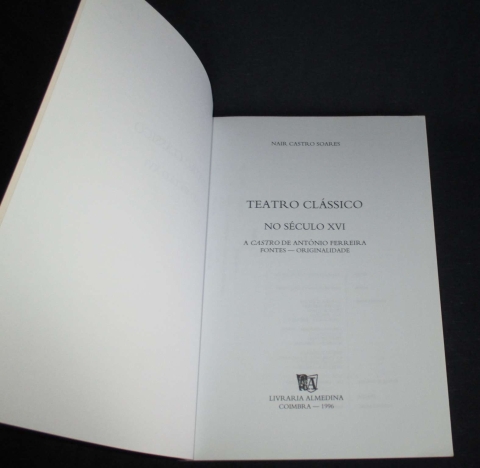 NAIR CASTRO SOARES
TEATRO CLÁSSICO
NO SÉCULO XVI
A CASTRO DE ANTÓNIO FERREIRA
FONTES — ORIGINALIDADE
LIVRARIA ALMEDINA
COIMBRA — 1996